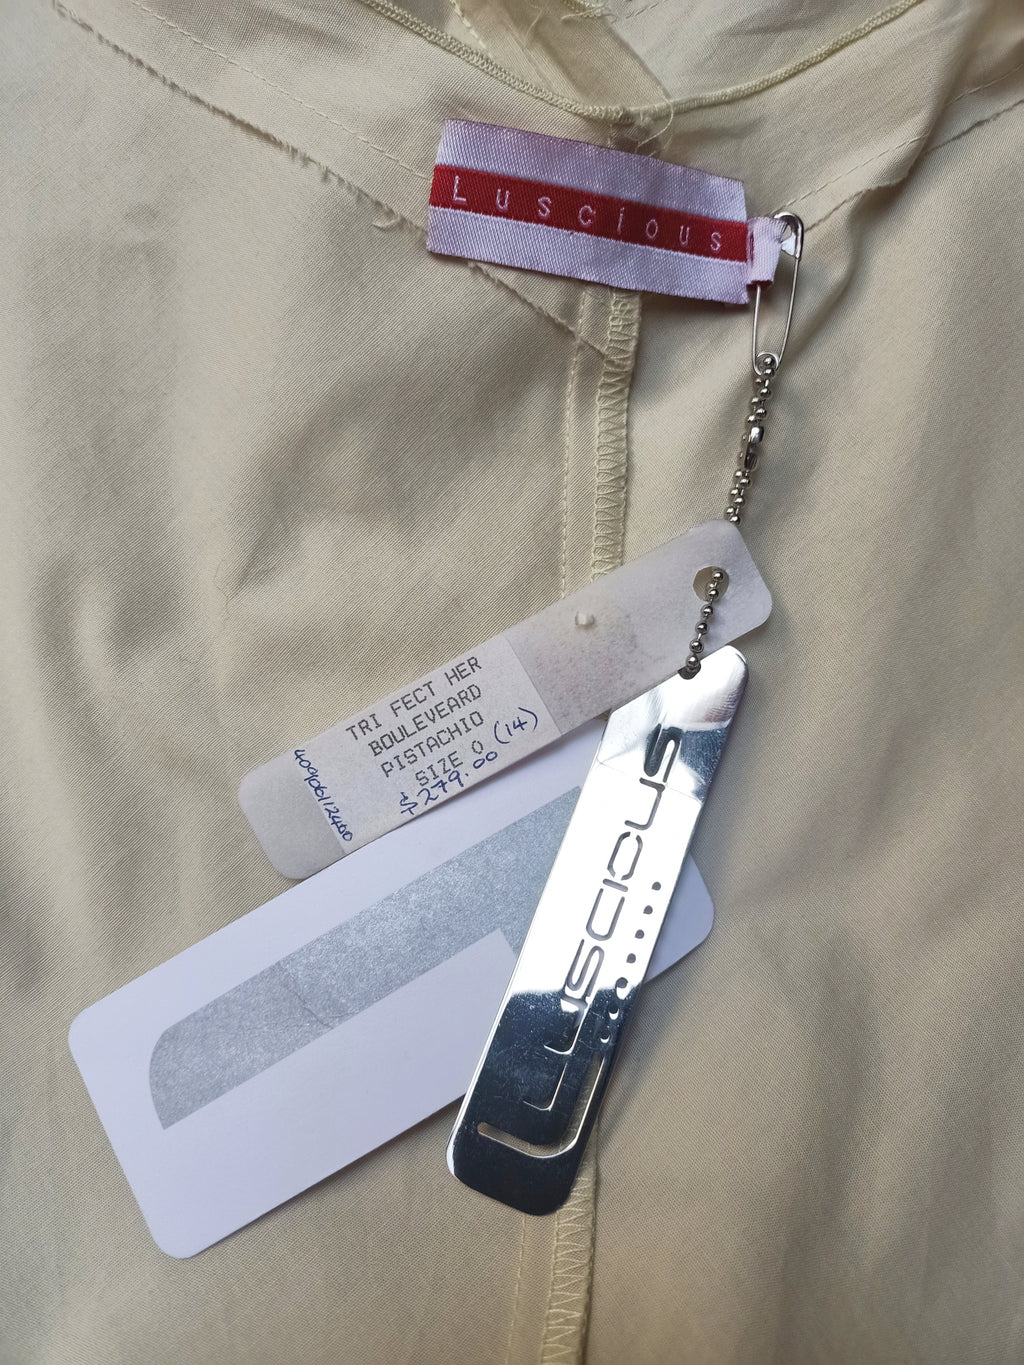 Luscious
TRI FECT HER
BOULEVEARD
PISTACHIO
SIZE 0 (14)
$279.00
LUSCIOUS